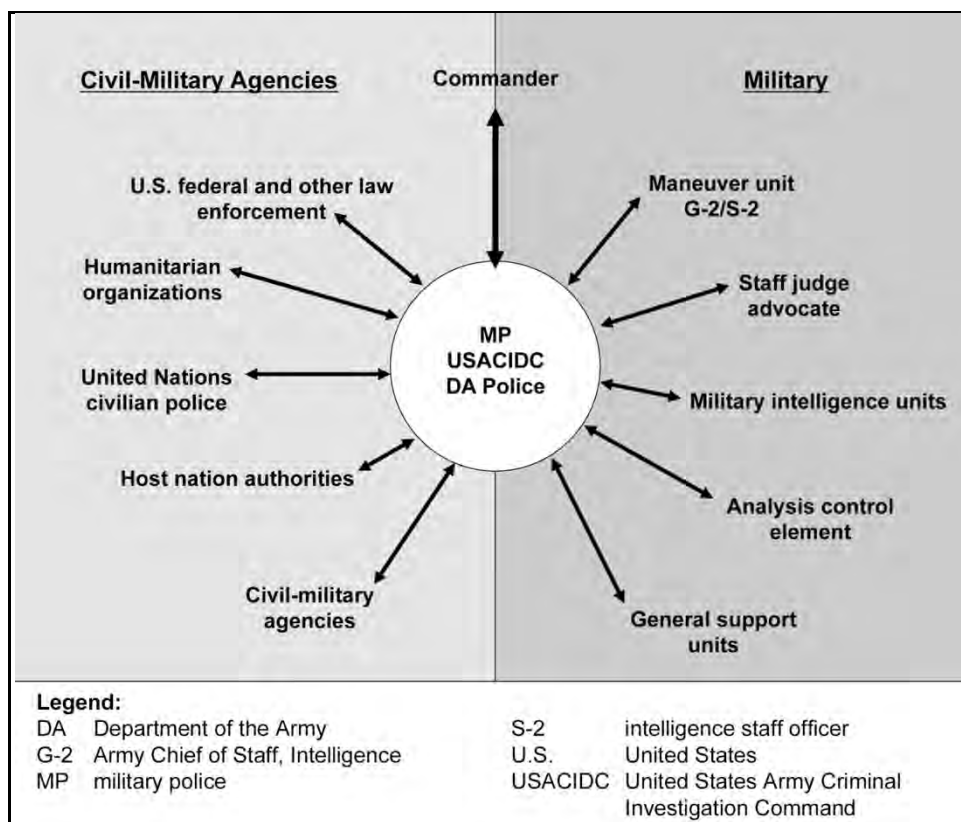 Civil-Military Agencies
Commander
Military
U.S. federal and other law
enforcement
Humanitarian
organizations
United Nations
civilian police
Host nation authorities
Civil-military
agencies
MP
USACIDC
DA Police
Maneuver unit
G-2/S-2
Staff judge
advocate
Military intelligence units
Analysis control
element
General support
units
Legend:
DA Department of the Army
G-2 Army Chief of Staff, Intelligence
MP military police
S-2 intelligence staff officer
U.S. United States
USACIDC United States Army Criminal
Investigation Command